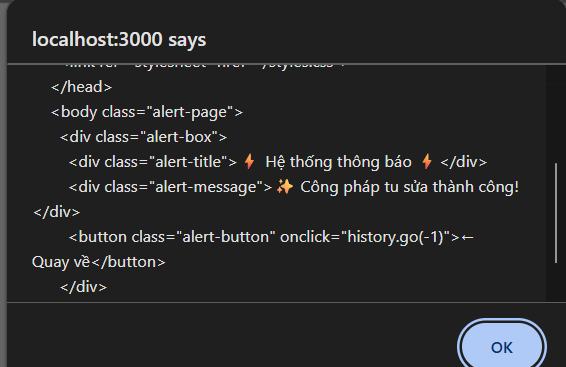 localhost:3000 says
</head>
<body class="alert-page">
<div class="alert-box">
<div class="alert-title">⚡ Hệ thống thông báo ⚡</div>
<div class="alert-message">✨ Công pháp tu sửa thành công!
</div>
<button class="alert-button" onclick="history.go(-1)">←
Quay về</button>
</div>
OK